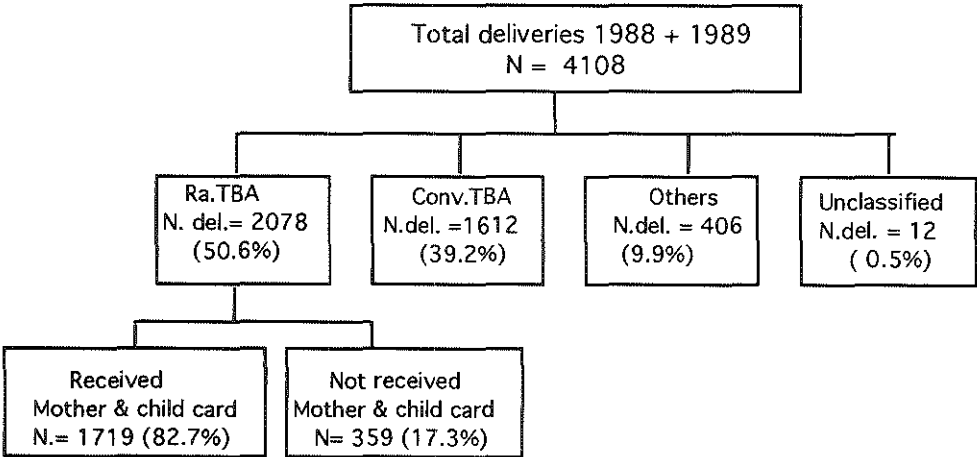 Total deliveries 1988 + 1989
N = 4108
Ra.TBA
N. del.= 2078
(50.6%)
Conv.TBA
N.del. =1612
(39.2%)
Others
N.del. = 406
(9.9%)
Unclassified
N.del. = 12
( 0.5%)
Received
Mother & child card
N.= 1719 (82.7%)
Not received
Mother & child card
N= 359 (17.3%)